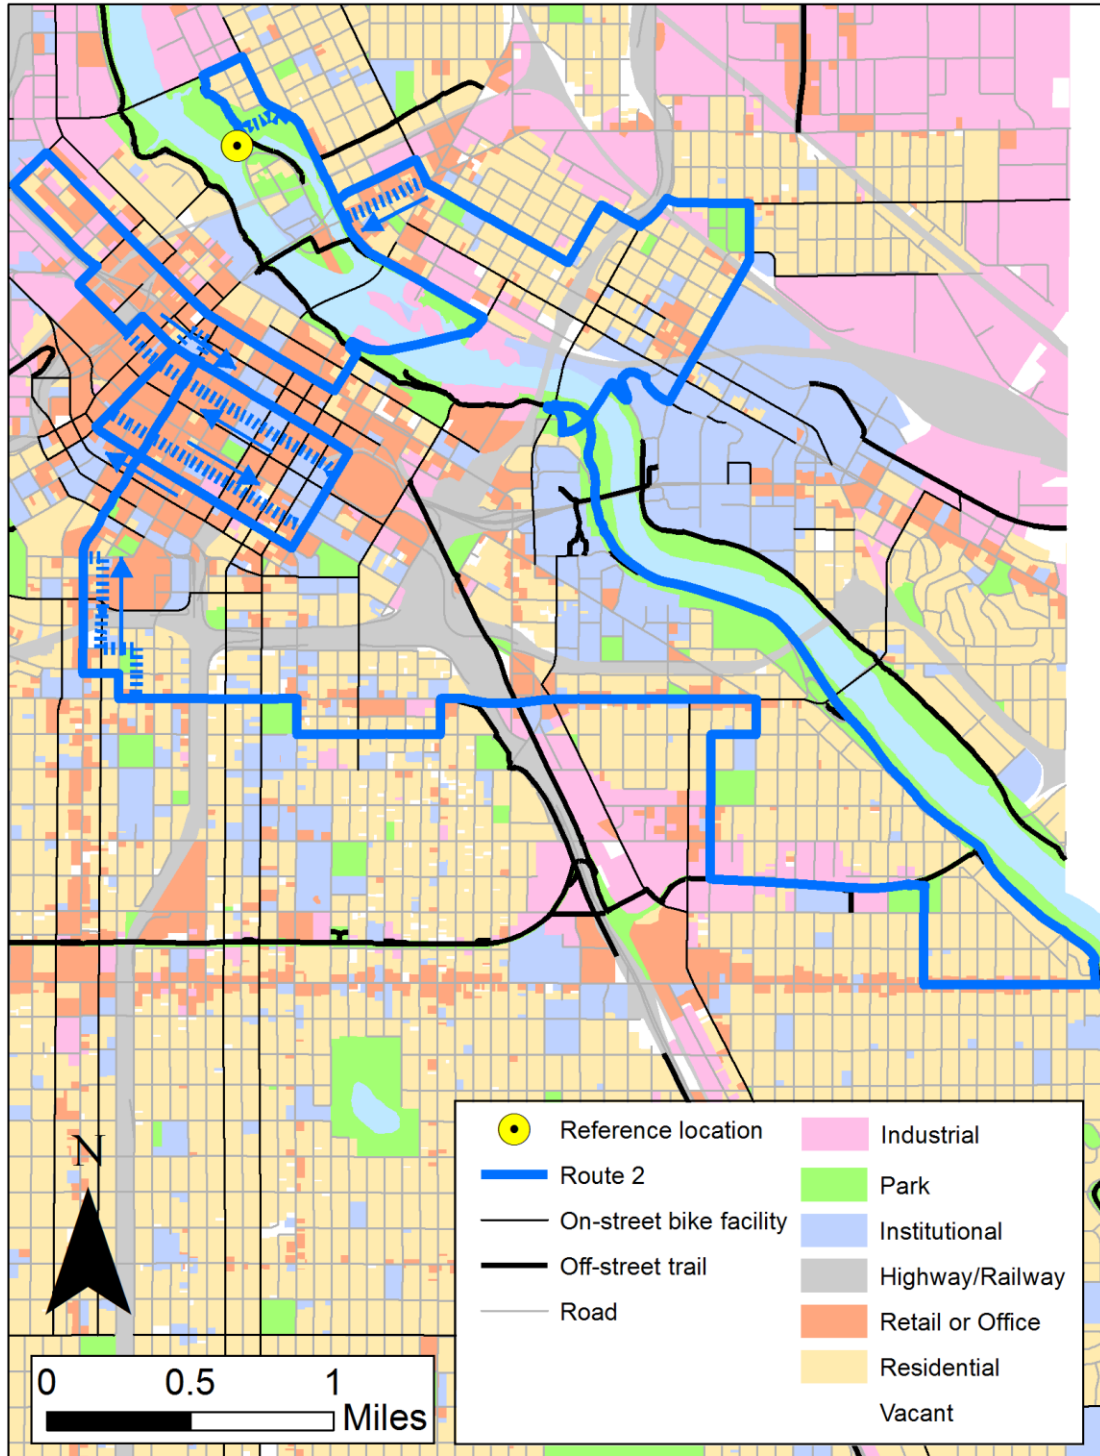 N
Reference location
Route 2
On-street bike facility
Off-street trail
Road
Industrial
Park
Institutional
Highway/Railway
Retail or Office
Residential
Vacant
0 0.5 1
Miles